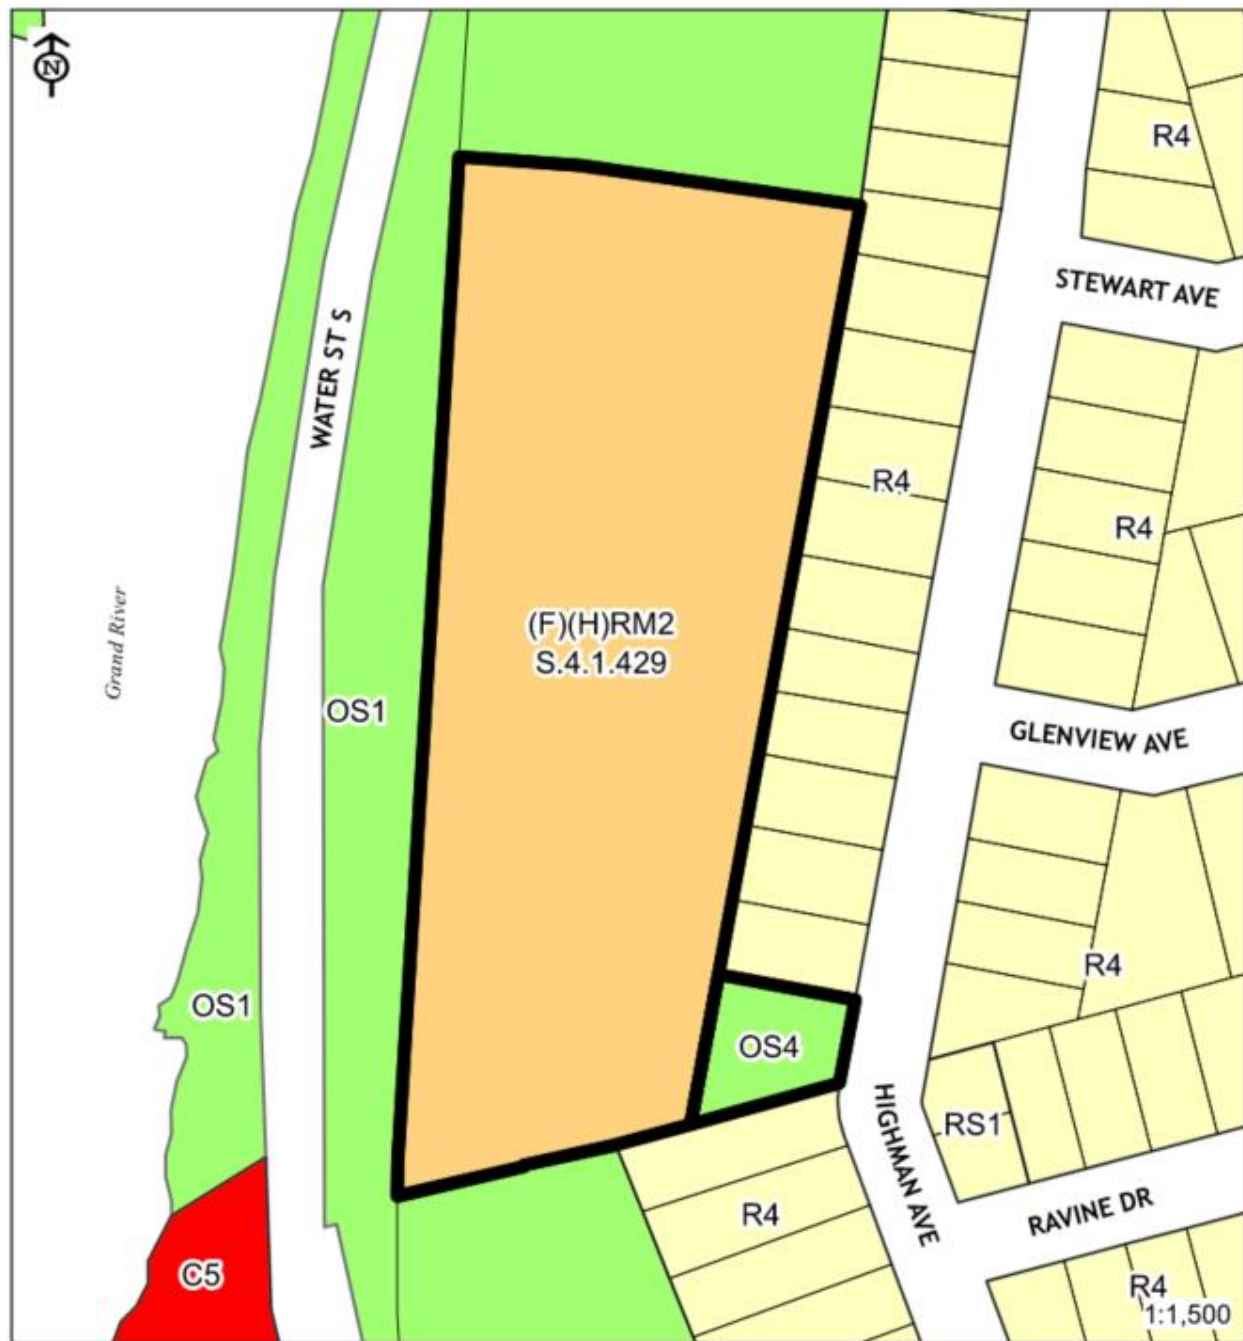 N
R4
STEWART AVE
WATER ST S
R4
R4
(F)(H)RM2
S.4.1.429
Grand River
OS1
GLENVIEW AVE
R4
OS1
OS4
HIGHMAN AVE
RS1
R4
RAVINE DR
C5
R4
1:1,500